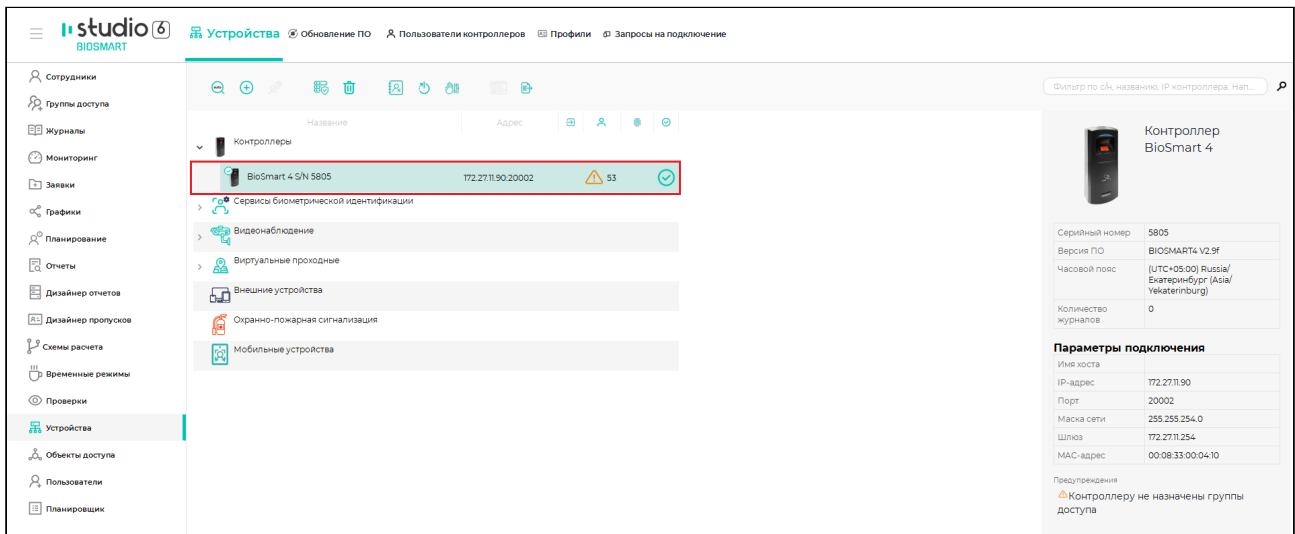 studio 6
BIOSMART
Устройства
Обновление ПО
Пользователи контроллеров
Профили
Запросы на подключение
Сотрудники
Группы доступа
Журналы
Мониторинг
Заявки
Графики
Планирование
Отчеты
Дизайнер отчетов
Дизайнер пропусков
Схемы расчета
Временные режимы
Проверки
Устройства
Объекты доступа
Пользователи
Планировщик
Фильтр по с/н, названию, IP контроллера. Нап...
Название Адрес
Контроллеры
BioSmart 4 S/N 5805 172.27.11.90:20002 53
Сервисы биометрической идентификации
Видеонаблюдение
Виртуальные проходные
Внешние устройства
Охранно-пожарная сигнализация
Мобильные устройства
Контроллер
BioSmart 4
Серийный номер 5805
Версия ПО BIOSMART4 V2.9f
Часовой пояс (UTC+05:00) Russia/
Екатеринбург (Asia/
Yekaterinburg)
Количество 0
журналов
Параметры подключения
Имя хоста
IP-адрес 172.27.11.90
Порт 20002
Маска сети 255.255.254.0
Шлюз 172.27.11.254
MAC-адрес 00:08:33:00:04:10
Предупреждения
Контроллеру не назначены группы
доступа